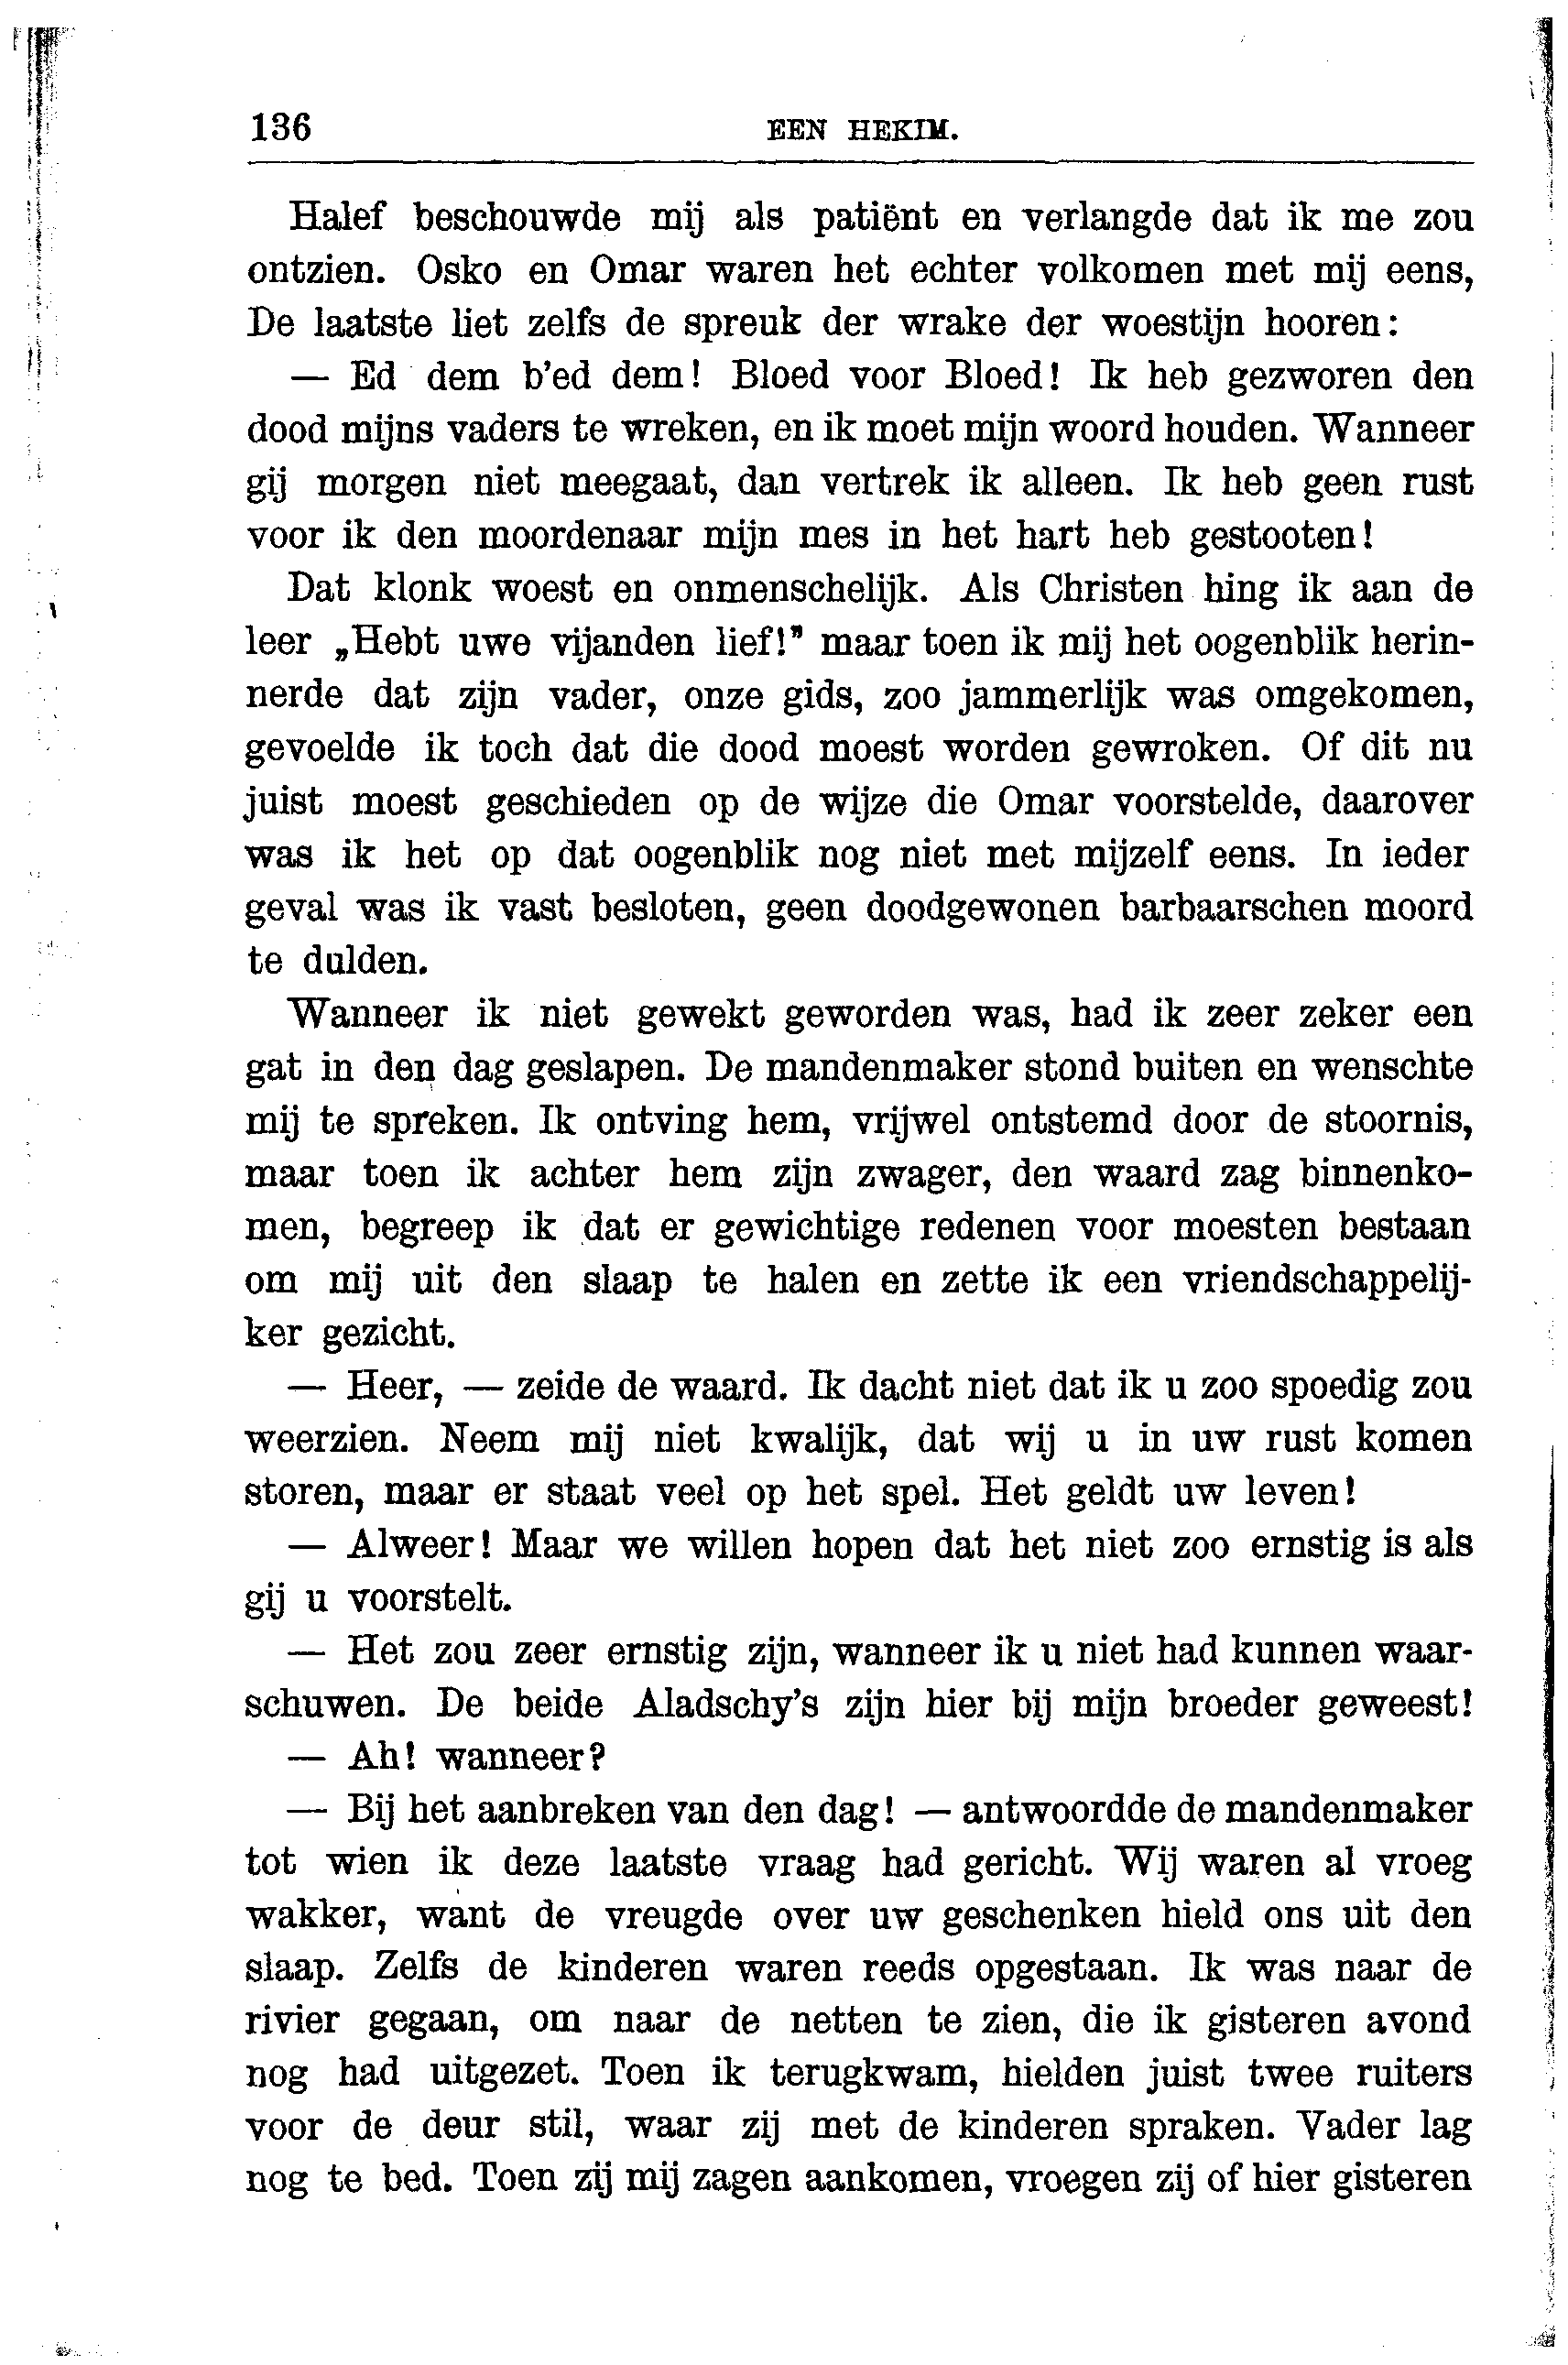 136 EEN HEKIM.
Halef beschouwde mij als patiënt en verlangde dat ik me zou
ontzien. Osko en Omar waren het echter volkomen met mij eens,
De laatste liet zelfs de spreuk der wrake der woestijn hooren:
— Ed dem b'ed dem! Bloed voor Bloed! Ik heb gezworen den
dood mijns vaders te wreken, en ik moet mijn woord houden. Wanneer
gij morgen niet meegaat, dan vertrek ik alleen. Ik heb geen rust
voor ik den moordenaar mijn mes in het hart heb gestooten!
Dat klonk woest en onmenschelijk. Als Christen hing ik aan de
leer „Hebt uwe vijanden lief!" maar toen ik mij het oogenblik herin-
nerde dat zijn vader, onze gids, zoo jammerlijk was omgekomen,
gevoelde ik toch dat die dood moest worden gewroken. Of dit nu
juist moest geschieden op de wijze die Omar voorstelde, daarover
was ik het op dat oogenblik nog niet met mijzelf eens. In ieder
geval was ik vast besloten, geen doodgewonen barbaarschen moord
te dulden.
Wanneer ik niet gewekt geworden was, had ik zeer zeker een
gat in den dag geslapen. De mandenmaker stond buiten en wenschte
mij te spreken. Ik ontving hem, vrijwel ontstemd door de stoornis,
maar toen ik achter hem zijn zwager, den waard zag binnenko-
men, begreep ik dat er gewichtige redenen voor moesten bestaan
om mij uit den slaap te halen en zette ik een vriendschappelij-
ker gezicht.
— Heer, — zeide de waard. Ik dacht niet dat ik u zoo spoedig zou
weerzien. Neem mij niet kwalijk, dat wij u in uw rust komen
storen, maar er staat veel op het spel. Het geldt uw leven!
— Alweer! Maar we willen hopen dat het niet zoo ernstig is als
gij u voorstelt.
— Het zou zeer ernstig zijn, wanneer ik u niet had kunnen waar-
schuwen. De beide Aladschy's zijn hier bij mijn broeder geweest!
— Ah! wanneer?
— Bij het aanbreken van den dag! — antwoordde de mandenmaker
tot wien ik deze laatste vraag had gericht. Wij waren al vroeg
wakker, want de vreugde over uw geschenken hield ons uit den
slaap. Zelfs de kinderen waren reeds opgestaan. Ik was naar de
rivier gegaan, om naar de netten te zien, die ik gisteren avond
nog had uitgezet. Toen ik terugkwam, hielden juist twee ruiters
voor de deur stil, waar zij met de kinderen spraken. Vader lag
nog te bed. Toen zij mij zagen aankomen, vroegen zij of hier gisteren